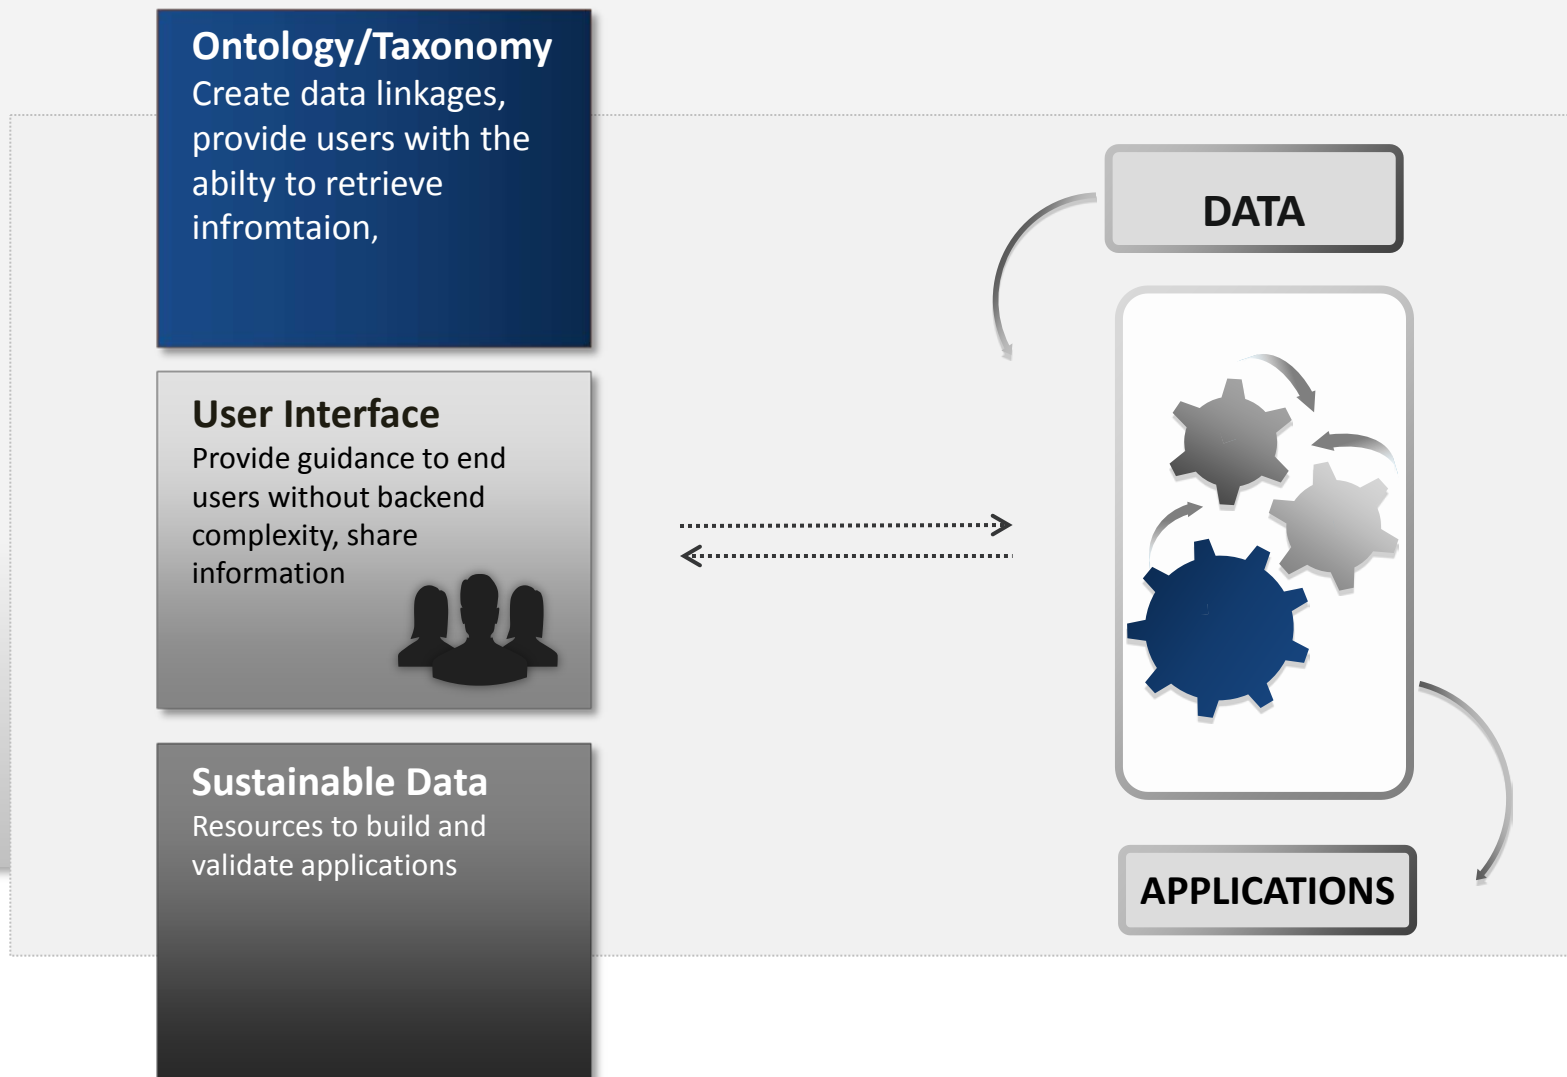 Ontology/Taxonomy
Create data linkages,
provide users with the
abilty to retrieve
infromtaion,
User Interface
Provide guidance to end
users without backend
complexity, share
information
Sustainable Data
Resources to build and
validate applications
DATA
APPLICATIONS